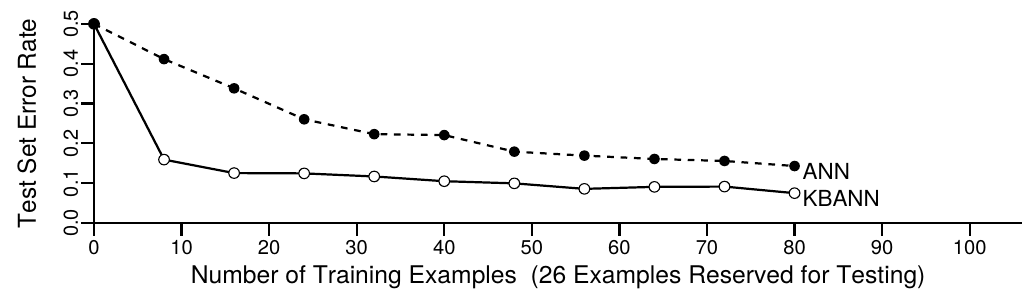 Test Set Error Rate
0.5
0.4
0.3
0.2
0.1
0.0
ANN
KBANN
0 10 20 30 40 50 60 70 80 90 100
Number of Training Examples (26 Examples Reserved for Testing)